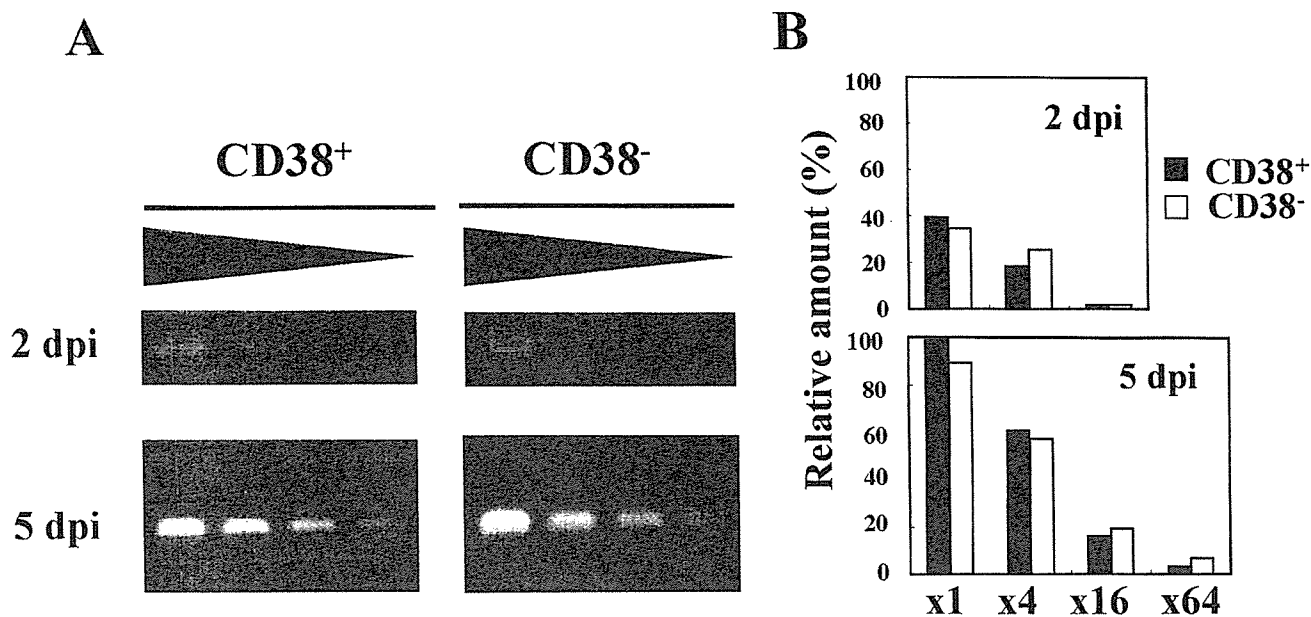 A
CD38⁺
CD38⁻
2 dpi
5 dpi
B
Relative amount (%)
100
80
60
40
20
0
2 dpi
CD38⁺
CD38⁻
100
80
60
40
20
0
5 dpi
x1
x4
x16
x64